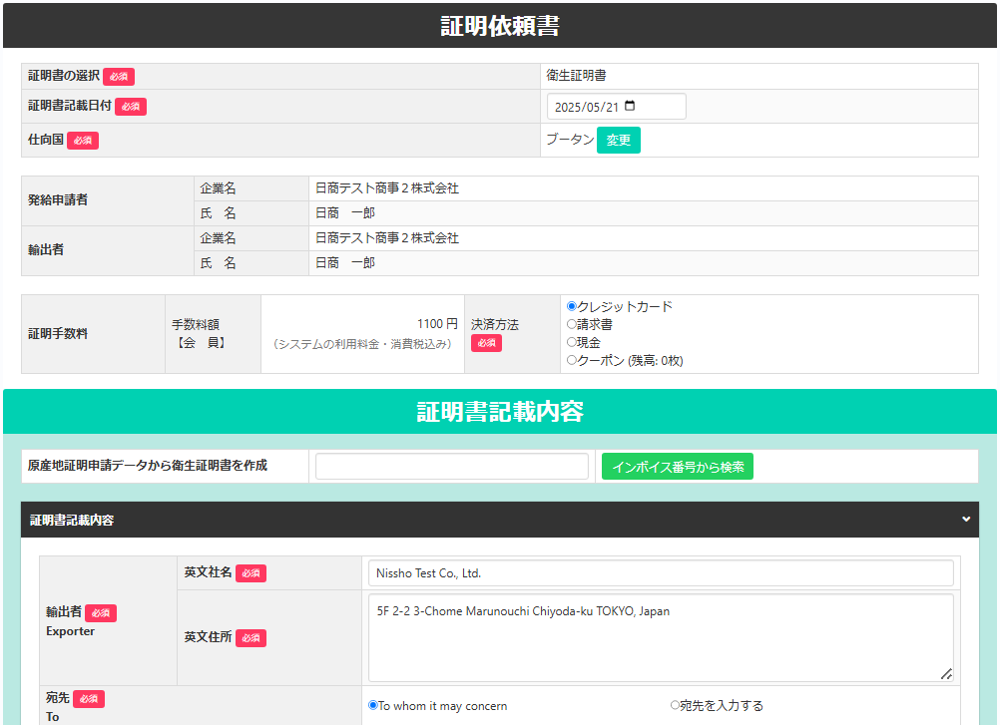 証明依頼書
証明書の選択 必須 衛生証明書
証明書記載日付 必須 2025/05/21
仕向国 必須 ブータン 変更
発給申請者 企業名 日商テスト商事２株式会社
氏　名 日商　一郎
輸出者 企業名 日商テスト商事２株式会社
氏　名 日商　一郎
証明手数料 手数料額 【会　員】 1100 円 （システムの利用料金・消費税込み） 決済方法 必須 クレジットカード
請求書
現金
クーポン (残高: 0枚)
証明書記載内容
原産地証明申請データから衛生証明書を作成 インボイス番号から検索
証明書記載内容
輸出者 必須 Exporter 英文社名 必須 Nissho Test Co., Ltd.
英文住所 必須 5F 2-2 3-Chome Marunouchi Chiyoda-ku TOKYO, Japan
宛先 必須 To To whom it may concern 宛先を入力する